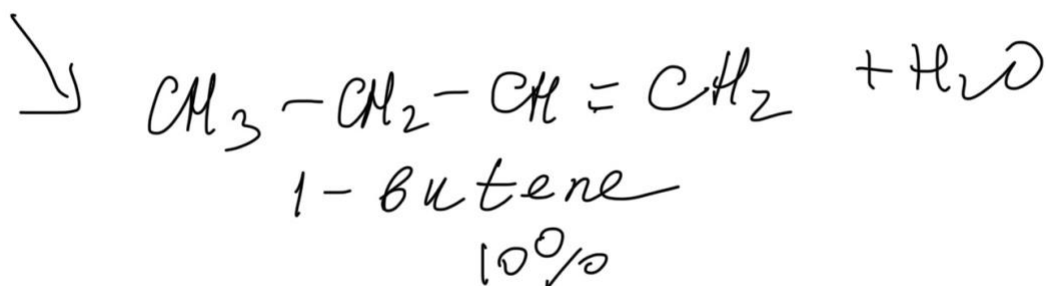 CH₃ – CH₂ – CH = CH₂ + H₂O
1 – butene
10%